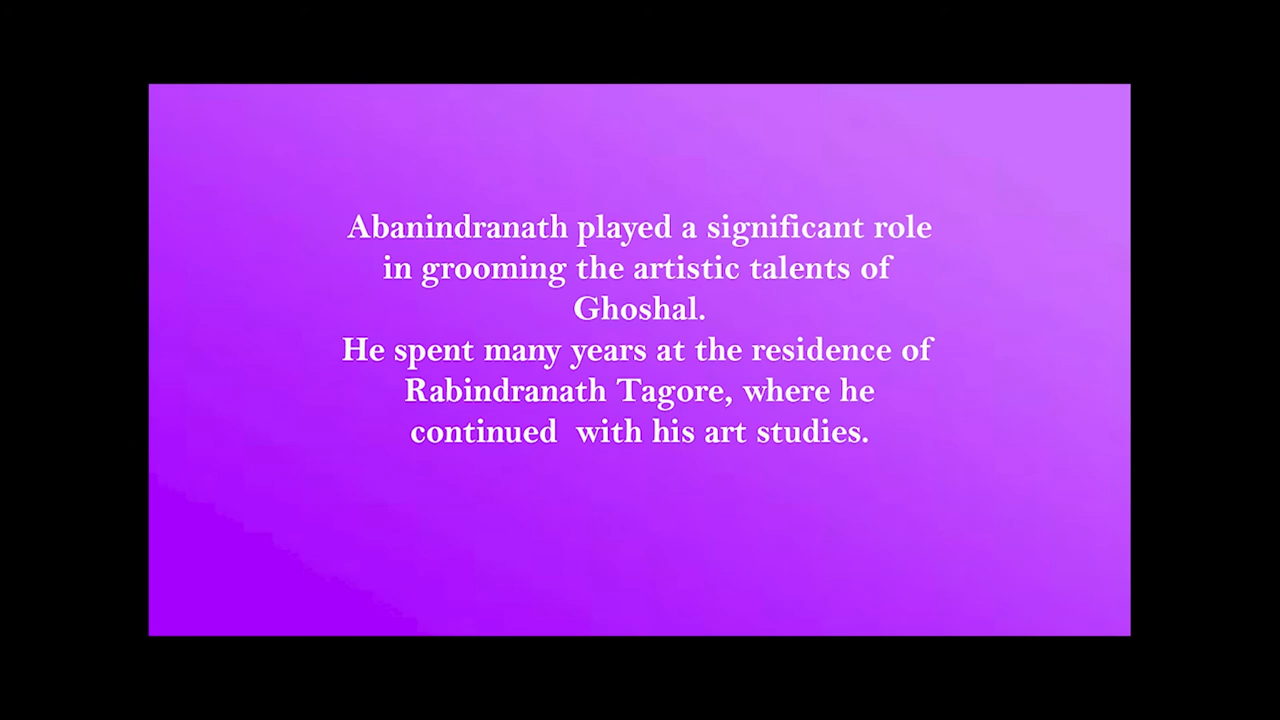 Abanindranath played a significant role
in grooming the artistic talents of
Ghoshal.
He spent many years at the residence of
Rabindranath Tagore, where he
continued  with his art studies.